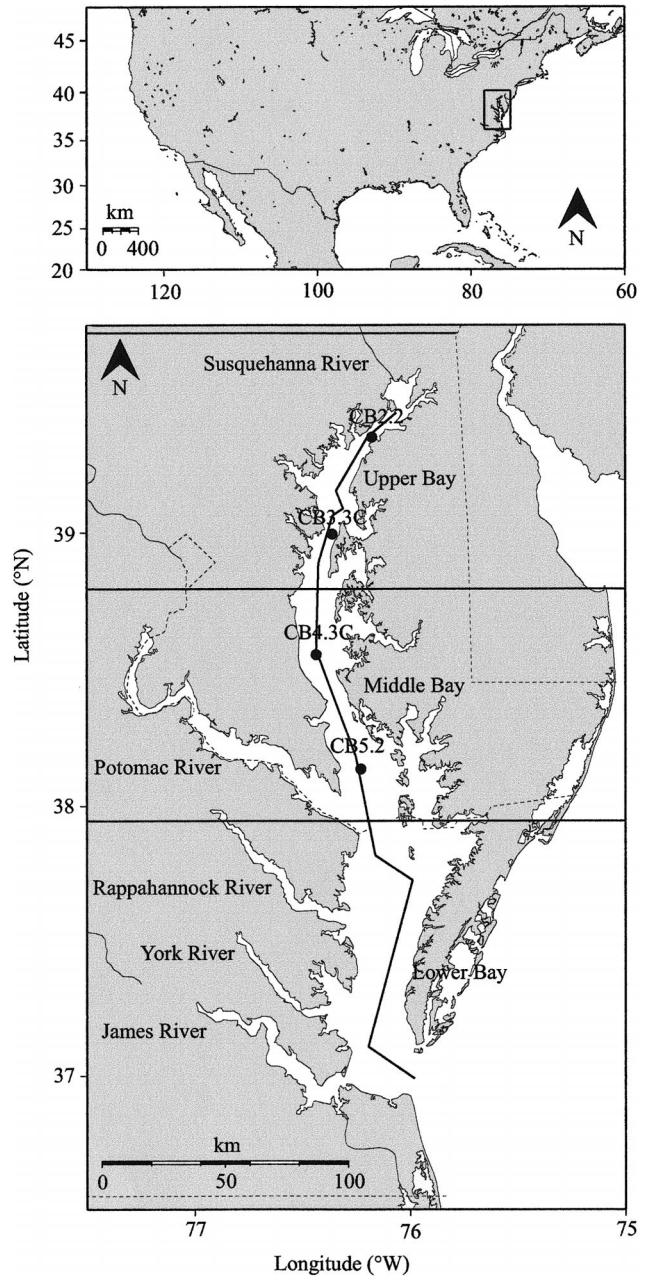 45
40
35
30
25
20
km
0 400
N
120
100
80
60
N
Susquehanna River
CB2.2
Upper Bay
39
CB3.3C
CB4.3C
Middle Bay
CB5.2
Potomac River
38
Rappahannock River
York River
Lower Bay
James River
37
km
0 50 100
77
76
75
Latitude (°N)
Longitude (°W)